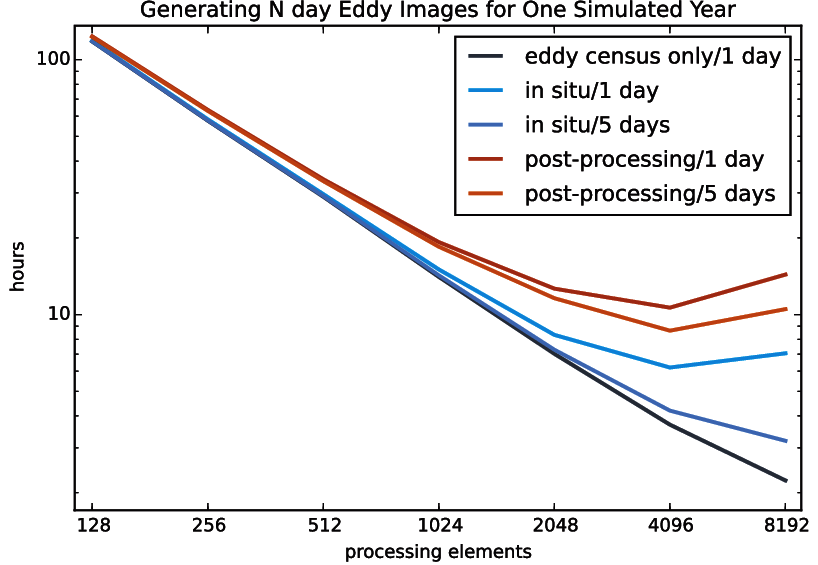 Generating N day Eddy Images for One Simulated Year
100
10
hours
eddy census only/1 day
in situ/1 day
in situ/5 days
post-processing/1 day
post-processing/5 days
128 256 512 1024 2048 4096 8192
processing elements